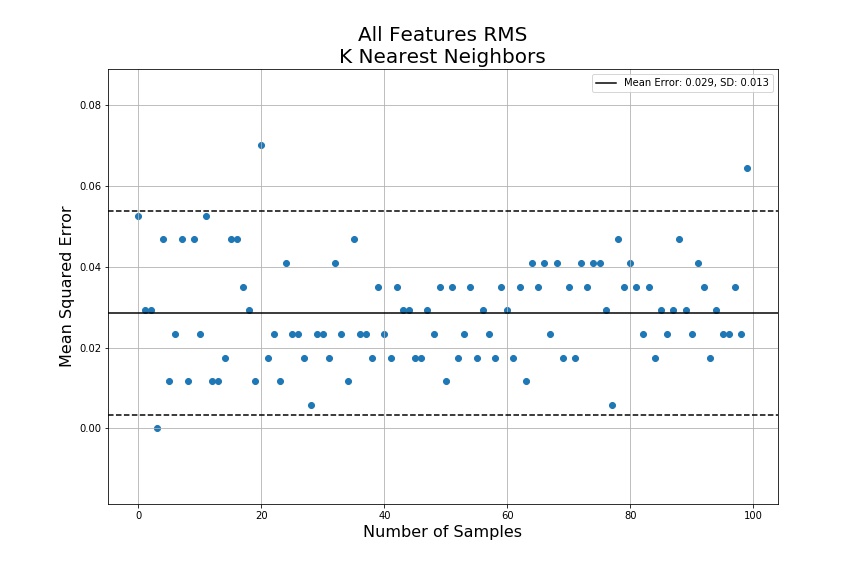 All Features RMS
K Nearest Neighbors
Mean Error: 0.029, SD: 0.013
0.08
0.06
0.04
0.02
0.00
Mean Squared Error
0 20 40 60 80 100
Number of Samples